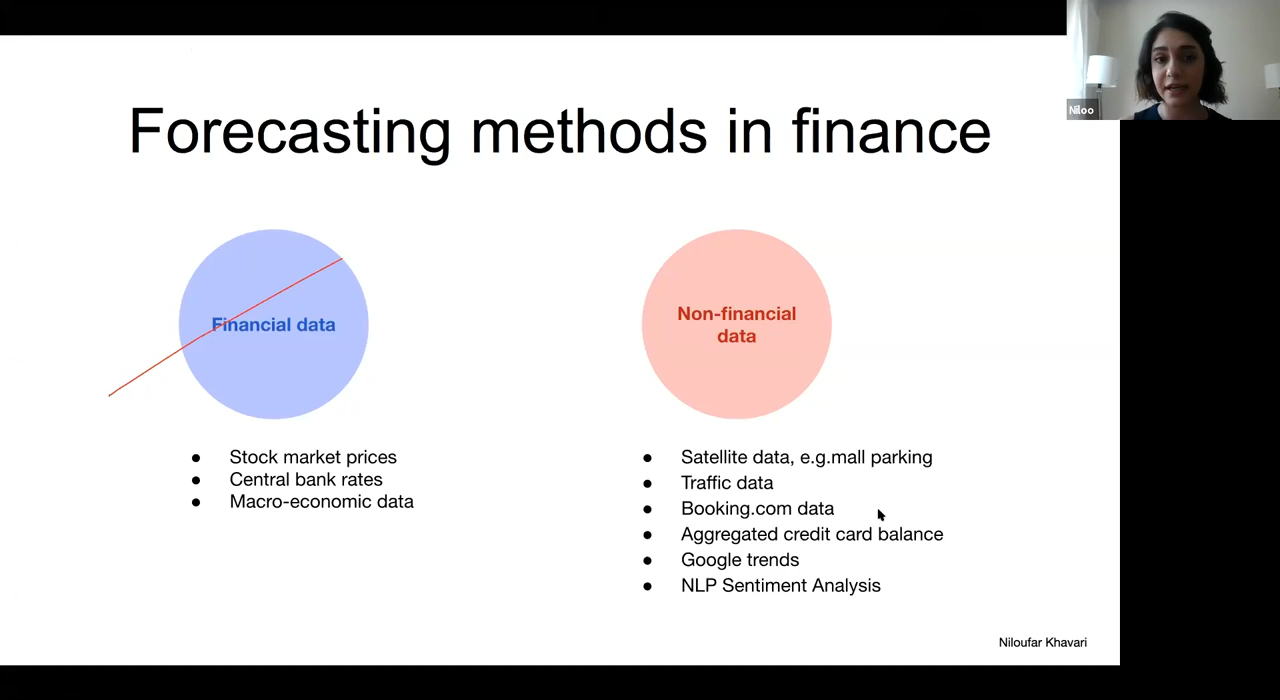 Niloo
Forecasting methods in finance
Financial data
Non-financial
data
● Stock market prices
● Central bank rates
● Macro-economic data
● Satellite data, e.g.mall parking
● Traffic data
● Booking.com data
● Aggregated credit card balance
● Google trends
● NLP Sentiment Analysis
Niloufar Khavari